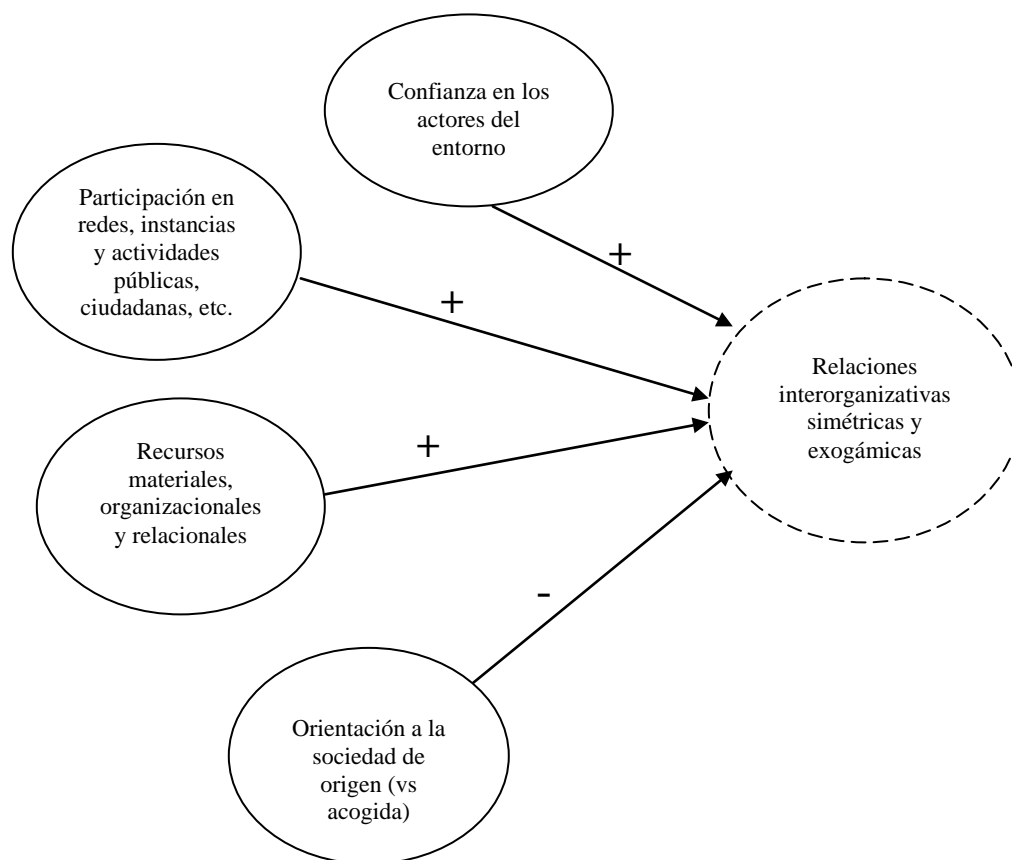 Confianza en los
actores del
entorno
+
Participación en
redes, instancias
y actividades
públicas,
ciudadanas, etc.
+
Relaciones
interorganizativas
simétricas y
exogámicas
Recursos
materiales,
organizacionales
y relacionales
+
-
Orientación a la
sociedad de
origen (vs
acogida)